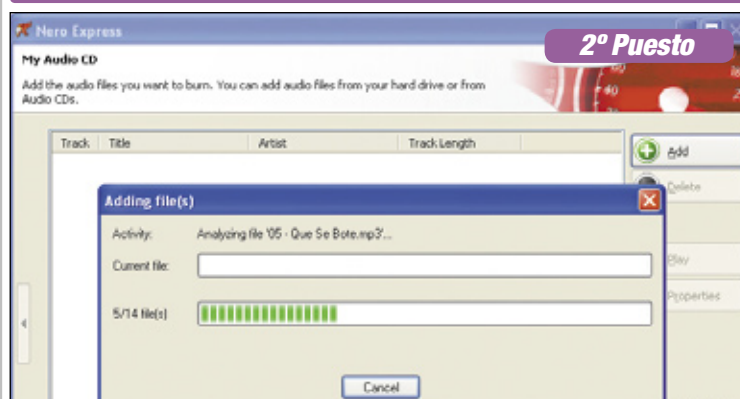 Nero Express
2º Puesto
My Audio CD
Add the audio files you want to burn. You can add audio files from your hard drive or from
Audio CDs.
Track Title Artist Track Length
Add
Delete
Adding file(s)
Activity: Analyzing file '05 - Que Se Bote.mp3'...
Play
Current file:
Properties
5/14 file(s)
Cancel